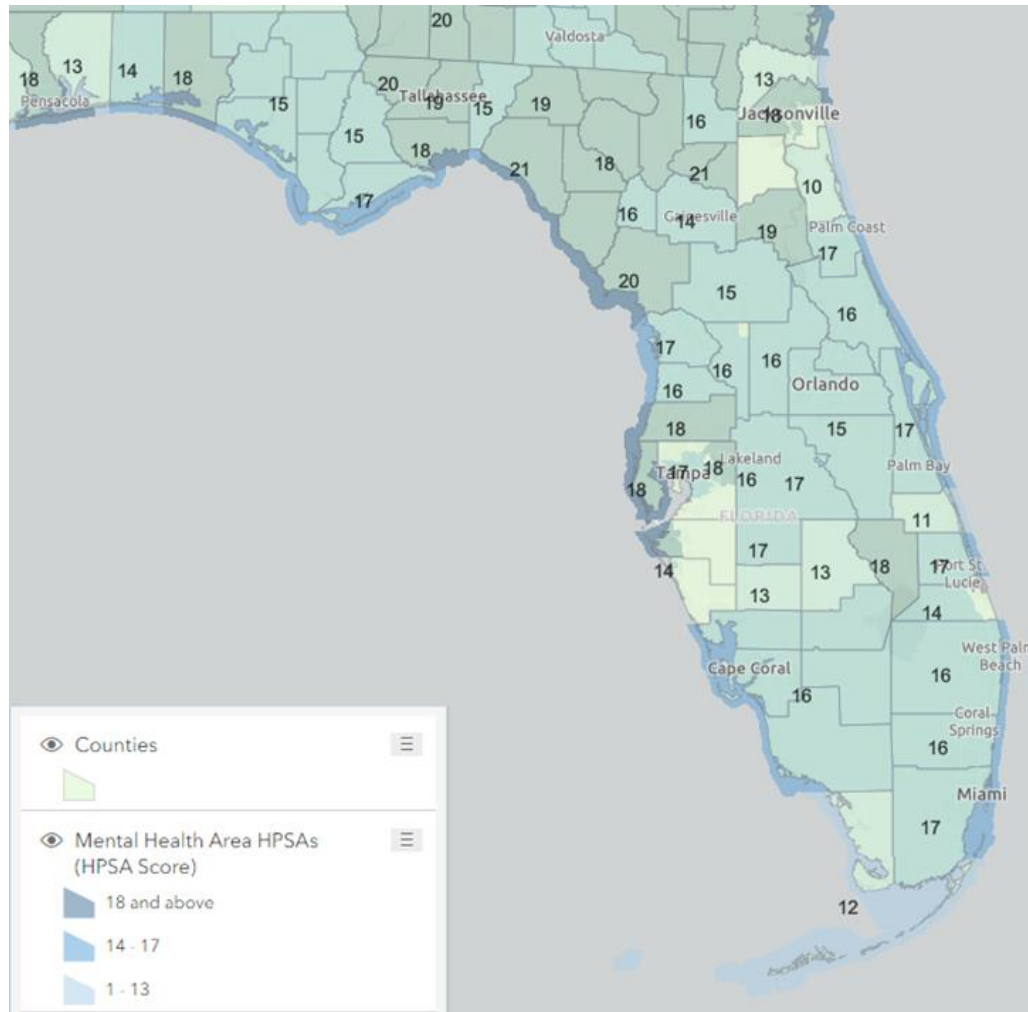 20
Valdosta
18
13
14
18
Pensacola
13
20
Tallahassee
19
15
19
15
18
Jacksonville
16
15
18
18
21
21
10
17
16
Gainesville
14
Palm Coast
19
17
20
15
16
17
16
16
Orlando
16
18
15
17
Tampa
17
18
Lakeland
16
17
Palm Bay
18
FLORIDA
11
14
17
13
18
17
Fort St.
Lucie
13
14
West Palm
Beach
Cape Coral
16
16
Coral
Springs
16
Miami
17
12
Counties
Mental Health Area HPSAs
(HPSA Score)
18 and above
14 - 17
1 - 13